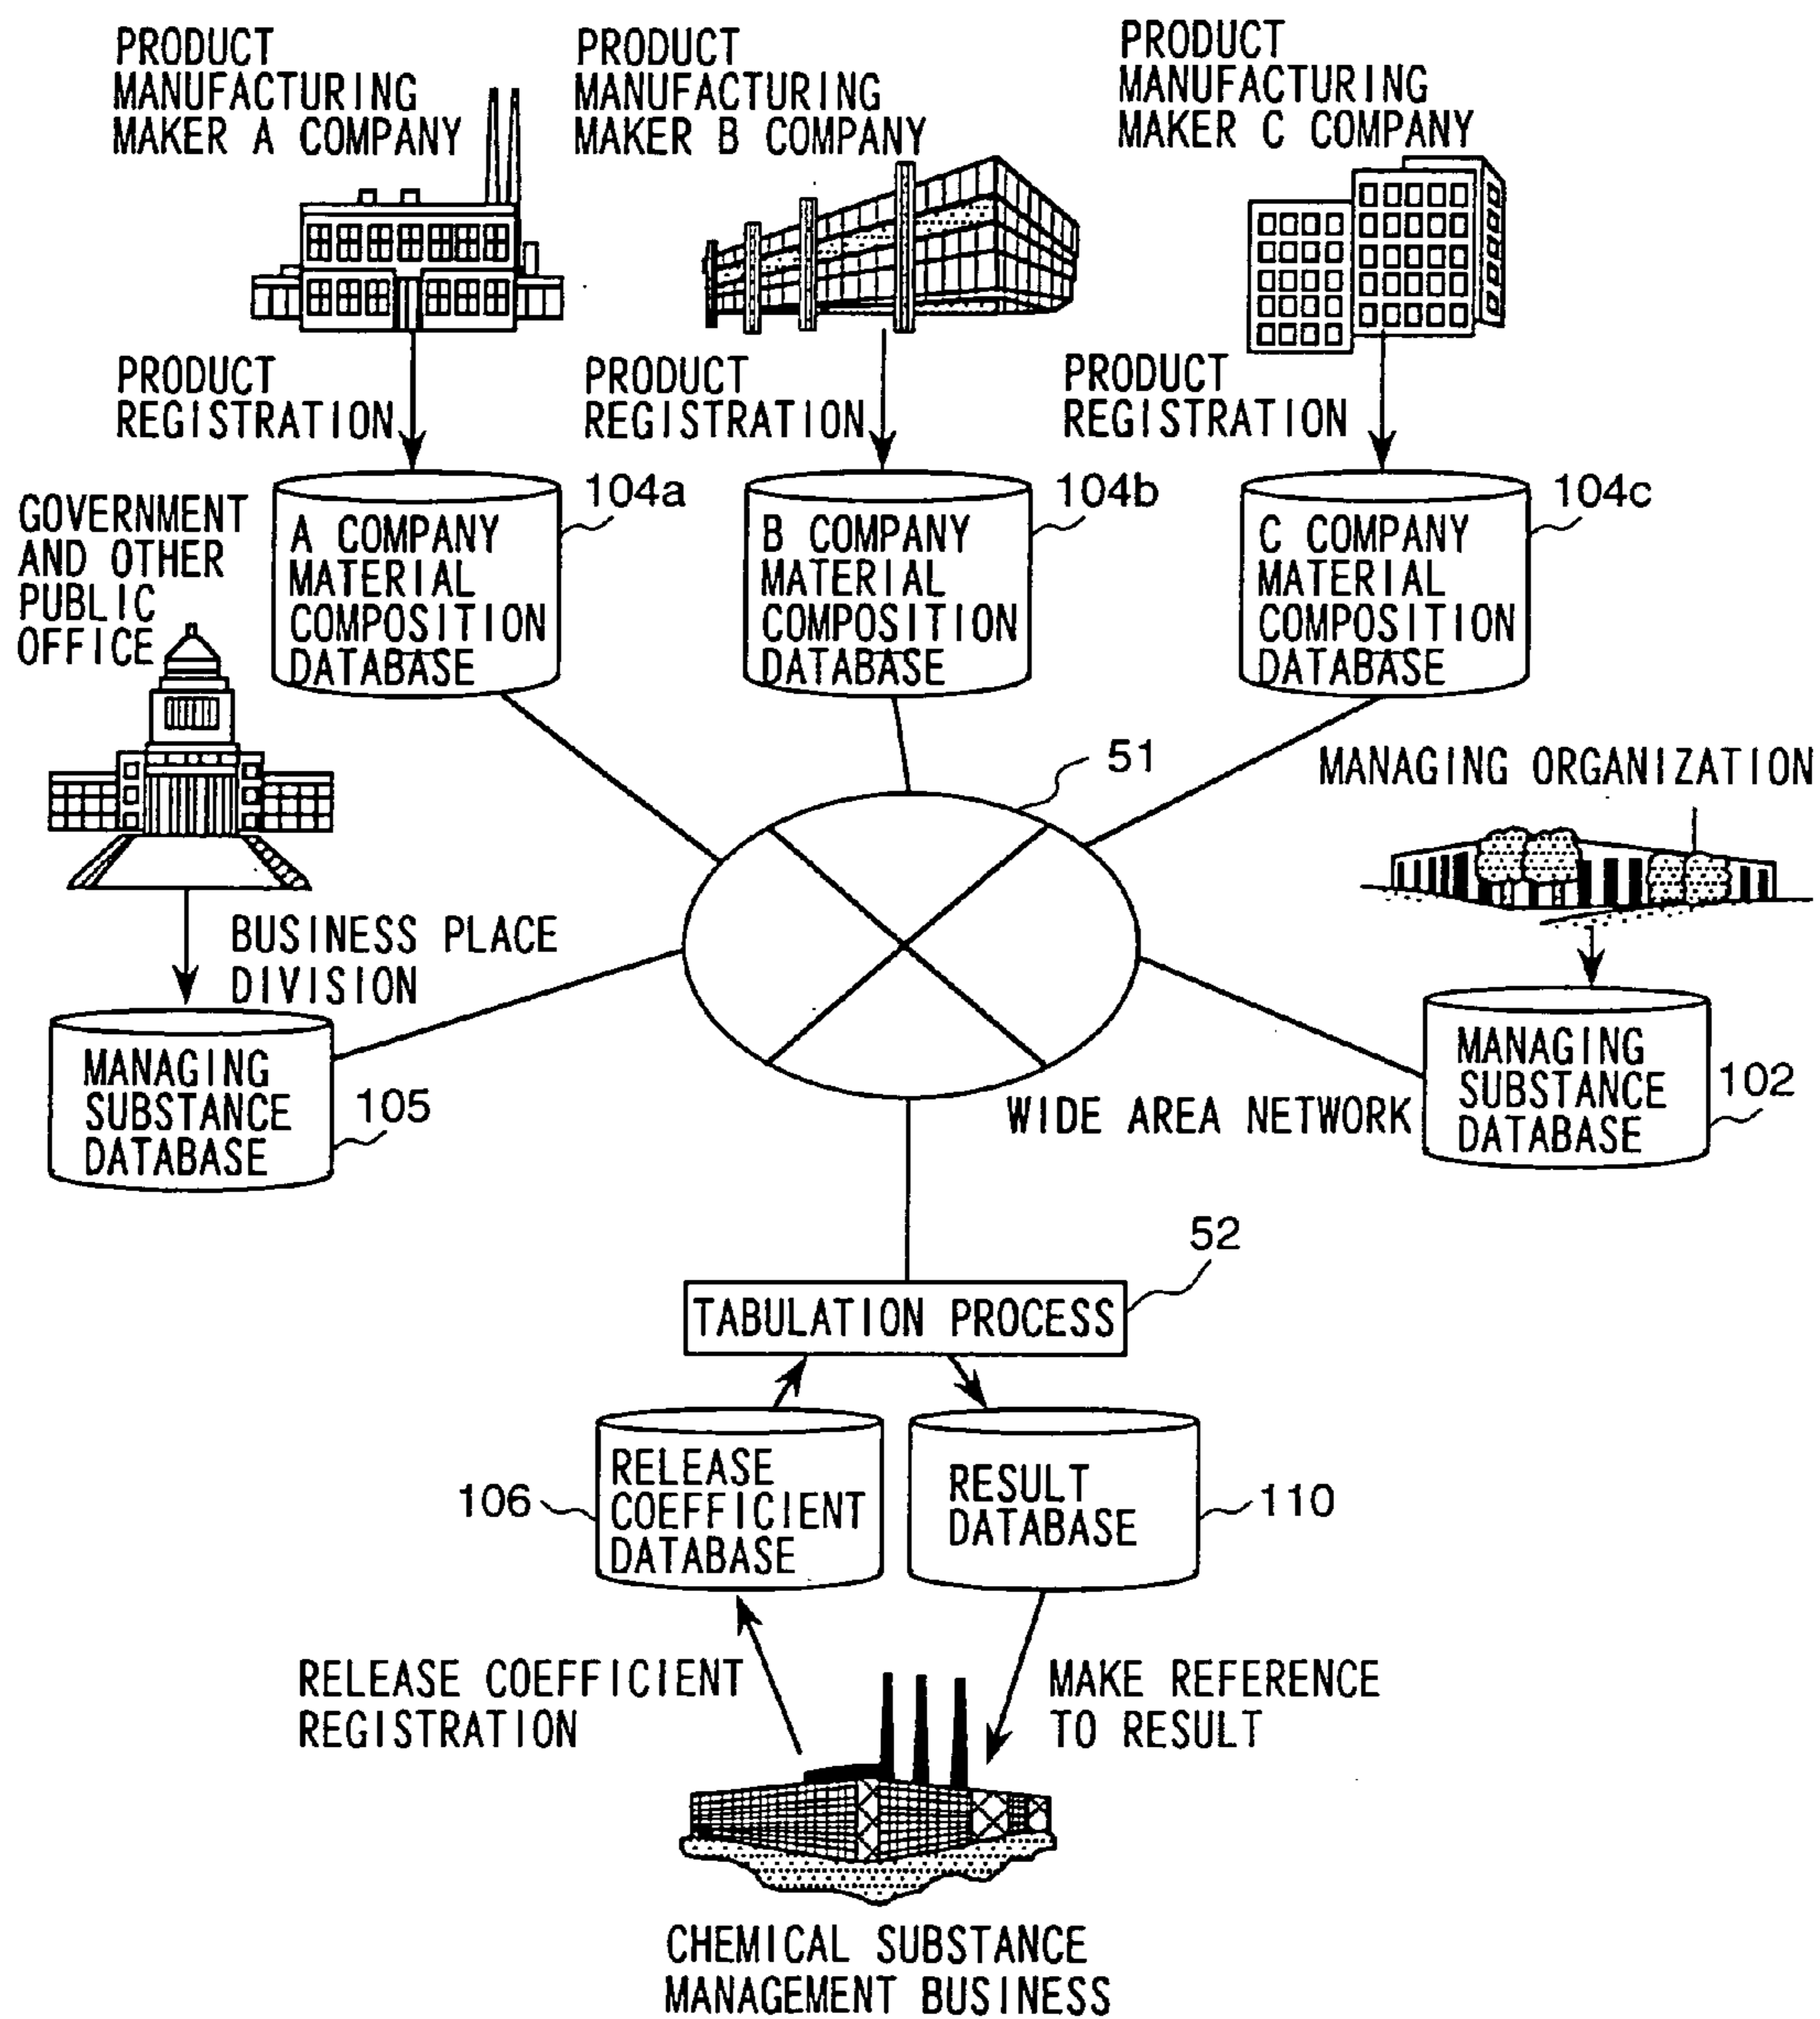 PRODUCT
MANUFACTURING
MAKER A COMPANY
PRODUCT
MANUFACTURING
MAKER B COMPANY
PRODUCT
MANUFACTURING
MAKER C COMPANY
PRODUCT
REGISTRATION
PRODUCT
REGISTRATION
PRODUCT
REGISTRATION
104a
104b
104c
GOVERNMENT
AND OTHER
PUBLIC
OFFICE
A COMPANY
MATERIAL
COMPOSITION
DATABASE
B COMPANY
MATERIAL
COMPOSITION
DATABASE
C COMPANY
MATERIAL
COMPOSITION
DATABASE
51
MANAGING ORGANIZATION
BUSINESS PLACE
DIVISION
MANAGING
SUBSTANCE
DATABASE
105
WIDE AREA NETWORK
MANAGING
SUBSTANCE
DATABASE
102
52
TABULATION PROCESS
106
RELEASE
COEFFICIENT
DATABASE
RESULT
DATABASE
110
RELEASE COEFFICIENT
REGISTRATION
MAKE REFERENCE
TO RESULT
CHEMICAL SUBSTANCE
MANAGEMENT BUSINESS